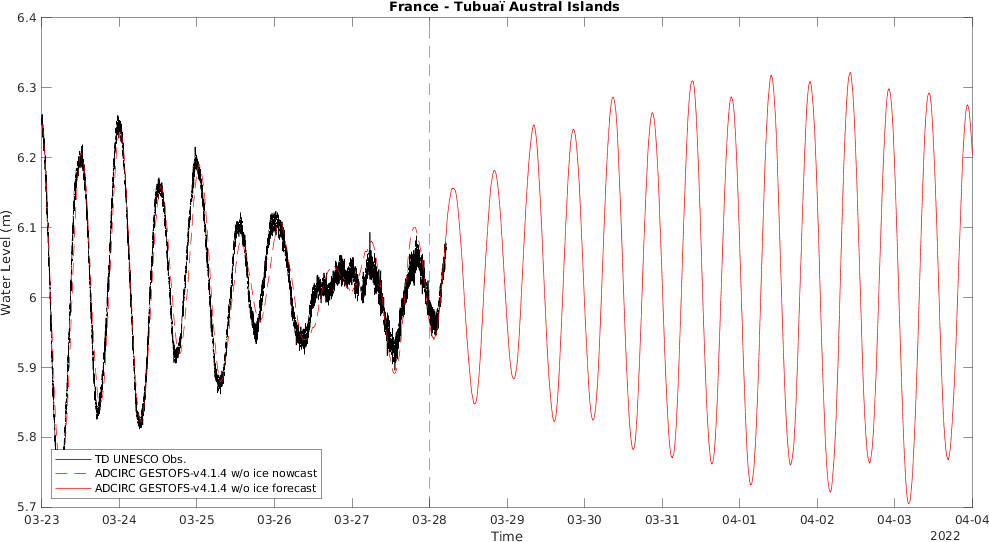 France - Tubuaï Austral Islands
6.4
6.3
6.2
6.1
6
5.9
5.8
5.7
Water Level (m)
TD UNESCO Obs.
ADCIRC GESTOFS-v4.1.4 w/o ice nowcast
ADCIRC GESTOFS-v4.1.4 w/o ice forecast
03-23 03-24 03-25 03-26 03-27 03-28 03-29 03-30 03-31 04-01 04-02 04-03 04-04
Time
2022